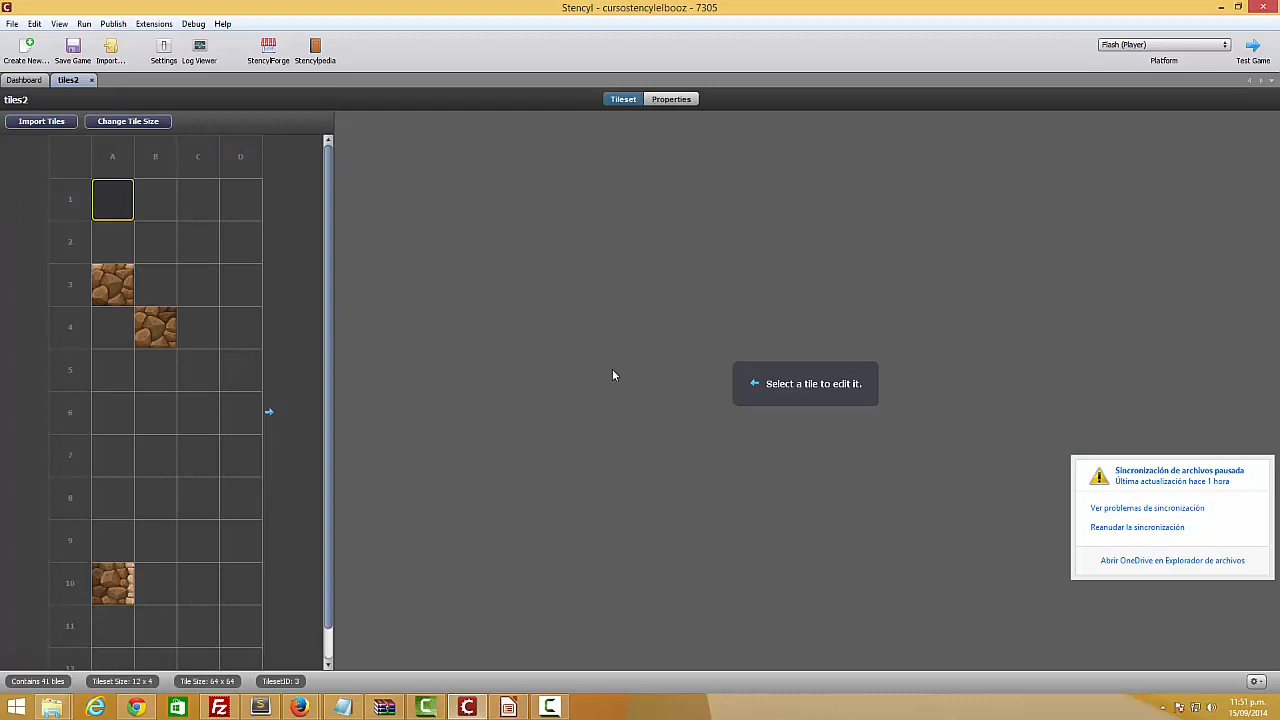 Stencyl - cursostencylelbooz - 7305
File Edit View Run Publish Extensions Debug Help
Create New... Save Game Import... Settings Log Viewer StencylForge Stencylpedia
Flash (Player)
Platform
Test Game
Dashboard tiles2
tiles2
Tileset Properties
Import Tiles Change Tile Size
A B C D
1
2
3
4
5
6
7
8
9
10
11
12
Select a tile to edit it.
Sincronización de archivos pausada
Última actualización hace 1 hora
Ver problemas de sincronización
Reanudar la sincronización
Abrir OneDrive en Explorador de archivos
Contains 41 tiles Tileset Size: 12 x 4 Tile Size: 64 x 64 TilesetID: 3
11:51 p.m.
15/09/2014